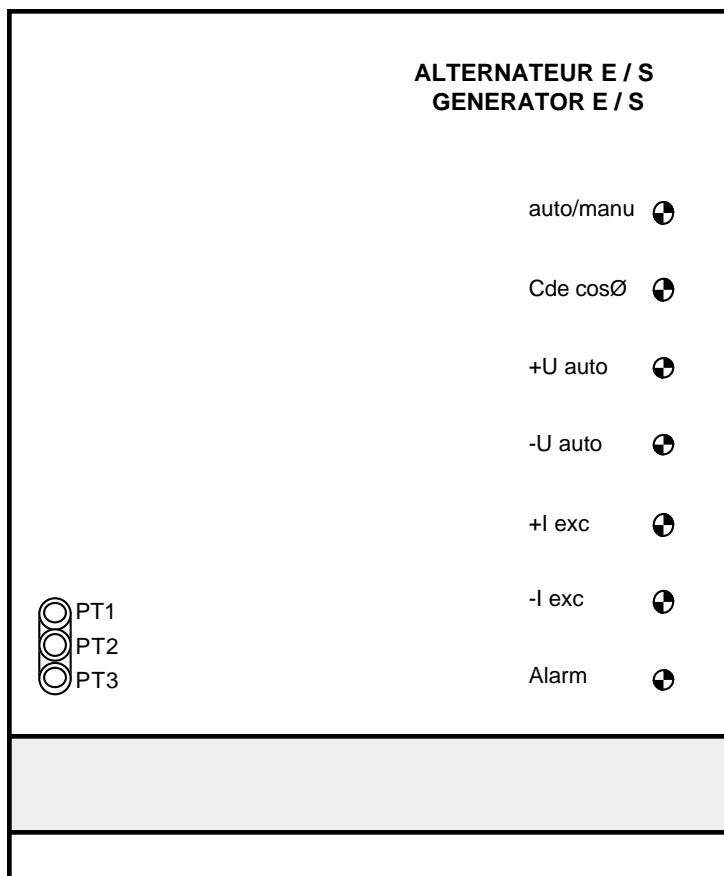 ALTERNATEUR E / S
GENERATOR E / S
auto/manu
Cde cosØ
+U auto
-U auto
+I exc
-I exc
Alarm
PT1
PT2
PT3